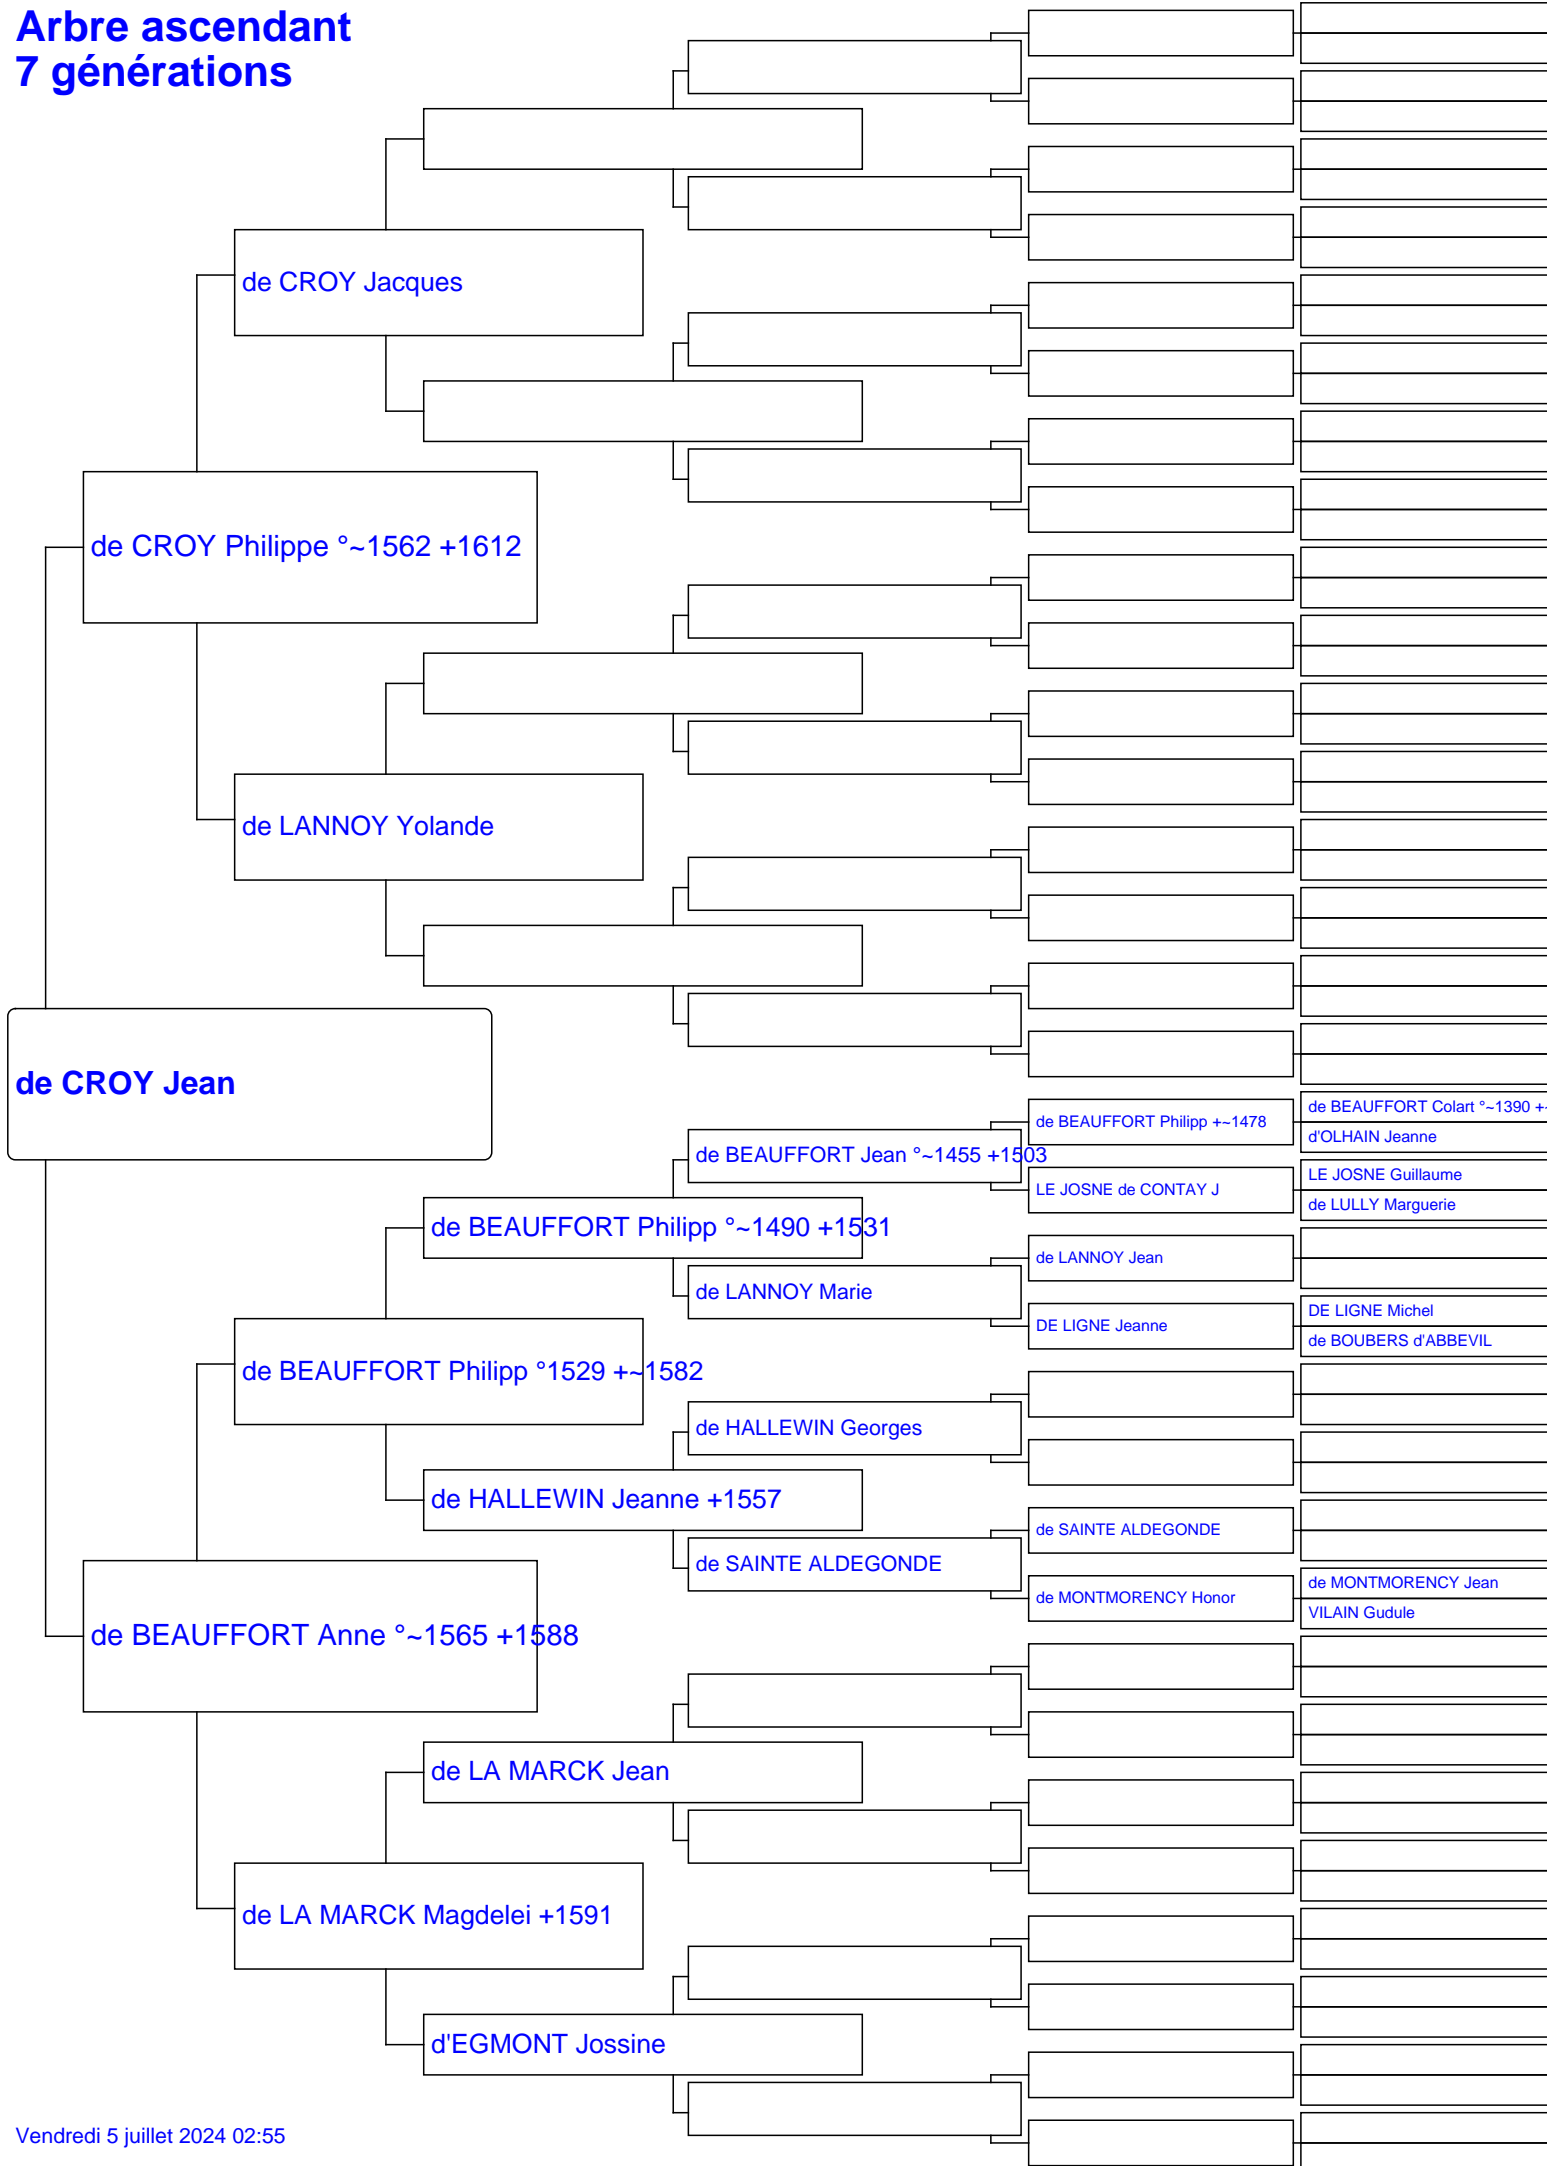 Arbre ascendant
7 générations
de CROY Jacques
de CROY Philippe °~1562 +1612
de LANNOY Yolande
de CROY Jean
de BEAUFFORT Colart °~1390 +~
de BEAUFFORT Philipp +~1478
d'OLHAIN Jeanne
de BEAUFFORT Jean °~1455 +1503
LE JOSNE Guillaume
LE JOSNE de CONTAY J
de LULLY Marguerie
de BEAUFFORT Philipp °~1490 +1531
de LANNOY Jean
de LANNOY Marie
DE LIGNE Michel
DE LIGNE Jeanne
de BOUBERS d'ABBEVIL
de BEAUFFORT Philipp °1529 +~1582
de HALLEWIN Georges
de HALLEWIN Jeanne +1557
de SAINTE ALDEGONDE
de SAINTE ALDEGONDE
de MONTMORENCY Jean
de MONTMORENCY Honor
VILAIN Gudule
de BEAUFFORT Anne °~1565 +1588
de LA MARCK Jean
de LA MARCK Magdelei +1591
d'EGMONT Jossine
Vendredi 5 juillet 2024 02:55